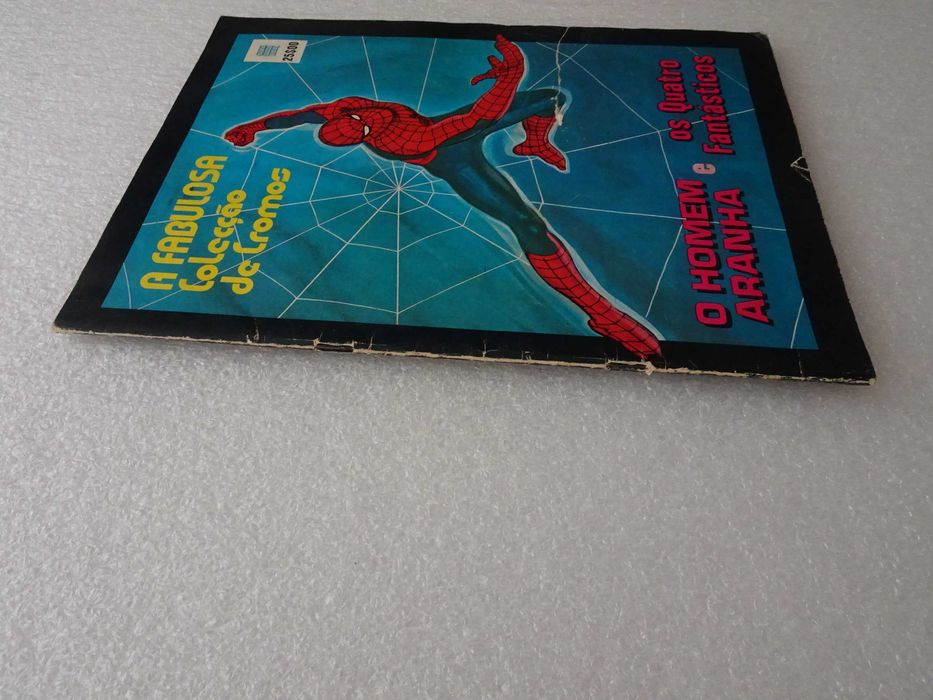 A FABULOSA
Colecção
de Cromos
25$00
O HOMEM
ARANHA
e
os Quatro
Fantásticos